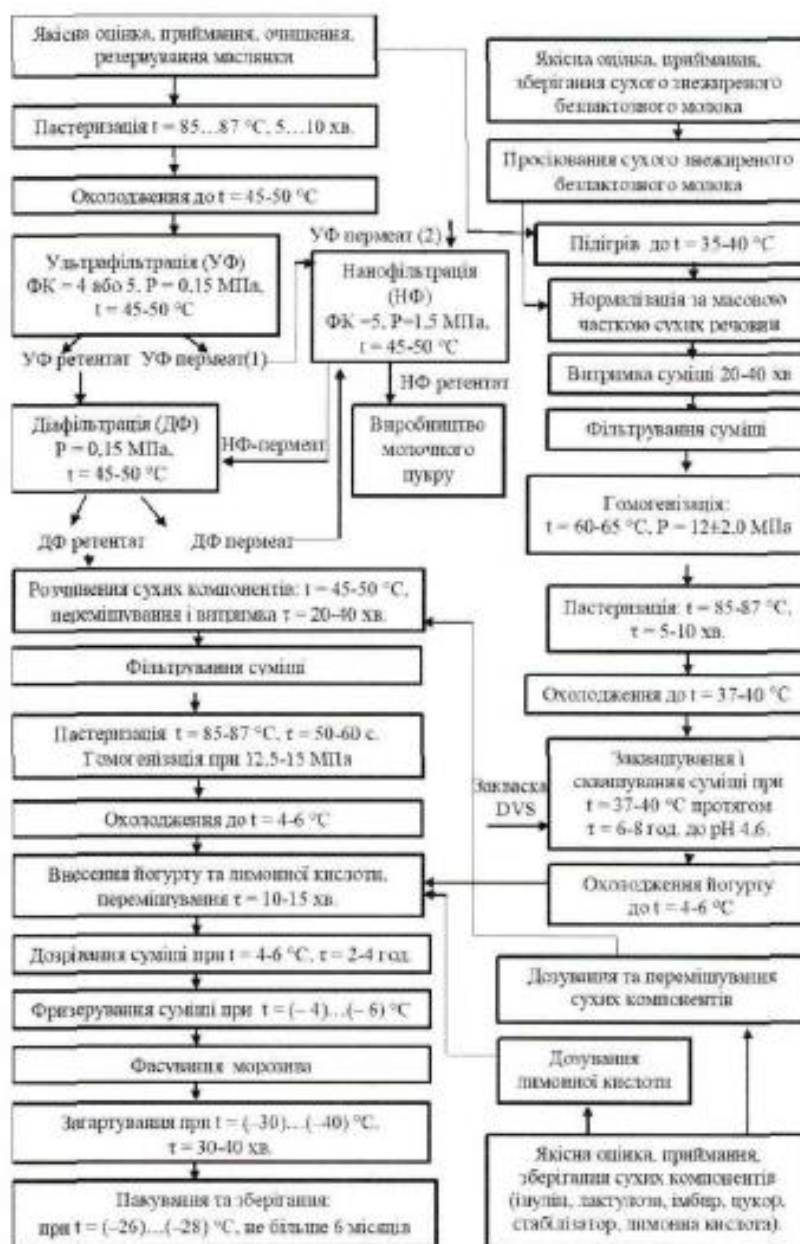 Якісна оцінка, приймання, очищення,
резервування маслянки
Пастеризація t = 85...87 °С, 5...10 хв.
Охолодження до t = 45-50 °С
Ультрафільтрація (УФ)
ФК = 4 або 5, Р = 0,15 МПа,
t = 45-50 °С
УФ ретентат УФ пермеат(1)
УФ пермеат (2)
Нанофільтрація
(НФ)
ФК =5, Р=1,5 МПа,
t = 45-50 °С
НФ ретентат
Діафільтрація (ДФ)
Р = 0,15 МПа,
t = 45-50 °С
НФ-пермеат
Виробництво
молочного
цукру
ДФ ретентат
ДФ пермеат
Розчинення сухих компонентів: t = 45-50 °С,
перемішування і витримка τ = 20-40 хв.
Фільтрування суміші
Пастеризація t = 85-87 °С, τ = 50-60 с.
Гомогенізація при 12,5-15 МПа
Охолодження до t = 4-6 °С
Внесення йогурту та лимонної кислоти,
перемішування τ = 10-15 хв.
Дозрівання суміші при t = 4-6 °С, τ = 2-4 год.
Фризерування суміші при t = (– 4)...(– 6) °С
Фасування морозива
Загартування при t = (–30)...(–40) °С,
τ = 30-40 хв.
Пакування та зберігання:
при t = (–26)...(–28) °С, не більше 6 місяців
Якісна оцінка, приймання,
зберігання сухого знежиреного
безлактозного молока
Просіювання сухого знежиреного
безлактозного молока
Підігрів до t = 35-40 °С
Нормалізація за масовою
часткою сухих речовин
Витримка суміші 20-40 хв
Фільтрування суміші
Гомогенізація:
t = 60-65 °С, Р = 12±2.0 МПа
Пастеризація: t = 85-87 °С,
τ = 5-10 хв.
Охолодження до t = 37-40 °С
Закваска
DVS
Заквашування і
сквашування суміші при
t = 37-40 °С протягом
τ = 6-8 год. до рН 4.6.
Охолодження йогурту
до t = 4-6 °С
Дозування та перемішування
сухих компонентів
Дозування
лимонної кислоти
Якісна оцінка, приймання,
зберігання сухих компонентів
(інулін, лактулоза, імбир, цукор,
стабілізатор, лимонна кислота).